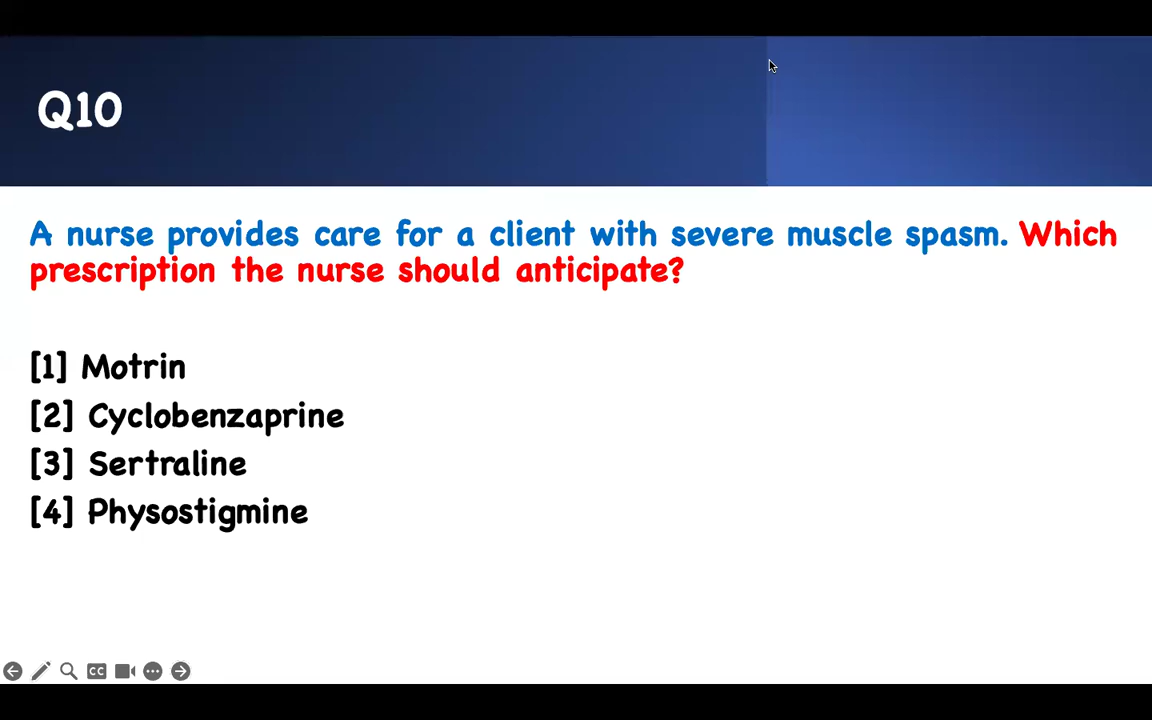 Q10
A nurse provides care for a client with severe muscle spasm. Which
prescription the nurse should anticipate?
[1] Motrin
[2] Cyclobenzaprine
[3] Sertraline
[4] Physostigmine
CC